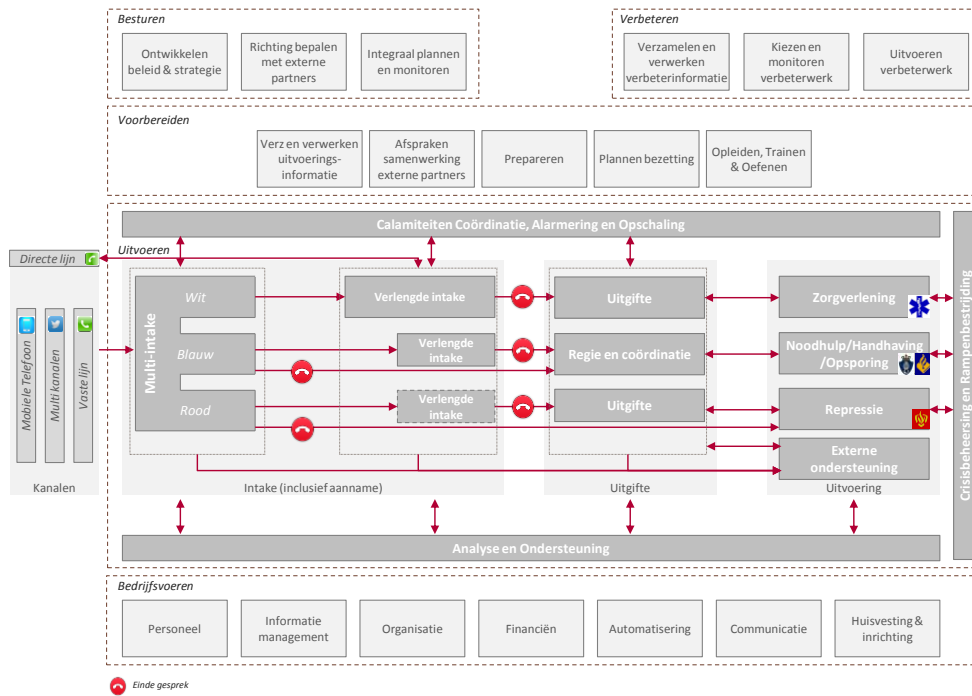 Besturen
Ontwikkelen
beleid & strategie
Richting bepalen
met externe
partners
Integraal plannen
en monitoren
Verbeteren
Verzamelen en
verwerken
verbeterinformatie
Kiezen en
monitoren
verbeterwerk
Uitvoeren
verbeterwerk
Voorbereiden
Verz en verwerken
uitvoerings-
informatie
Afspraken
samenwerking
externe partners
Prepareren
Plannen bezetting
Opleiden, Trainen
& Oefenen
Calamiteiten Coördinatie, Alarmering en Opschaling
Uitvoeren
Directe lijn
Mobiele Telefoon
Multi kanalen
Vaste lijn
Kanalen
Multi-intake
Wit
Blauw
Rood
Verlengde intake
Verlengde
intake
Verlengde
intake
Intake (inclusief aanname)
Uitgifte
Regie en coördinatie
Uitgifte
Uitgifte
Zorgverlening
Noodhulp/Handhaving
/Opsporing
Repressie
Externe
ondersteuning
Uitvoering
Crisisbeheersing en Rampenbestrijding
Analyse en Ondersteuning
Bedrijfsvoeren
Personeel
Informatie
management
Organisatie
Financiën
Automatisering
Communicatie
Huisvesting &
inrichting
Einde gesprek